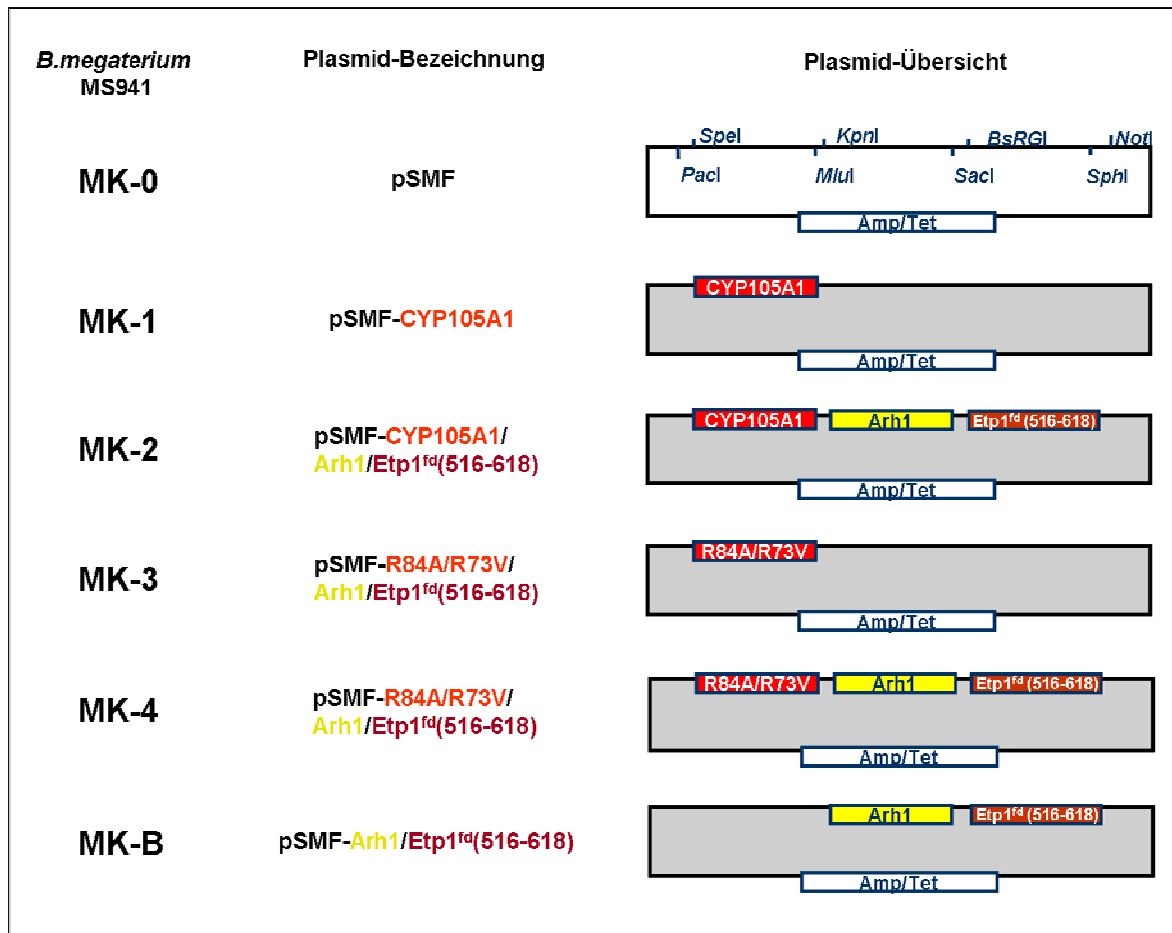 B.megaterium
MS941
Plasmid-Bezeichnung
Plasmid-Übersicht
MK-0
pSMF
SpeI KpnI BsRGI NotI
PacI MluI SacI SphI
Amp/Tet
MK-1
pSMF-CYP105A1
CYP105A1
Amp/Tet
MK-2
pSMF-CYP105A1/
Arh1/Etp1fd(516-618)
CYP105A1 Arh1 Etp1fd (516-618)
Amp/Tet
MK-3
pSMF-R84A/R73V/
Arh1/Etp1fd(516-618)
R84A/R73V
Amp/Tet
MK-4
pSMF-R84A/R73V/
Arh1/Etp1fd(516-618)
R84A/R73V Arh1 Etp1fd (516-618)
Amp/Tet
MK-B
pSMF-Arh1/Etp1fd(516-618)
Arh1 Etp1fd (516-618)
Amp/Tet